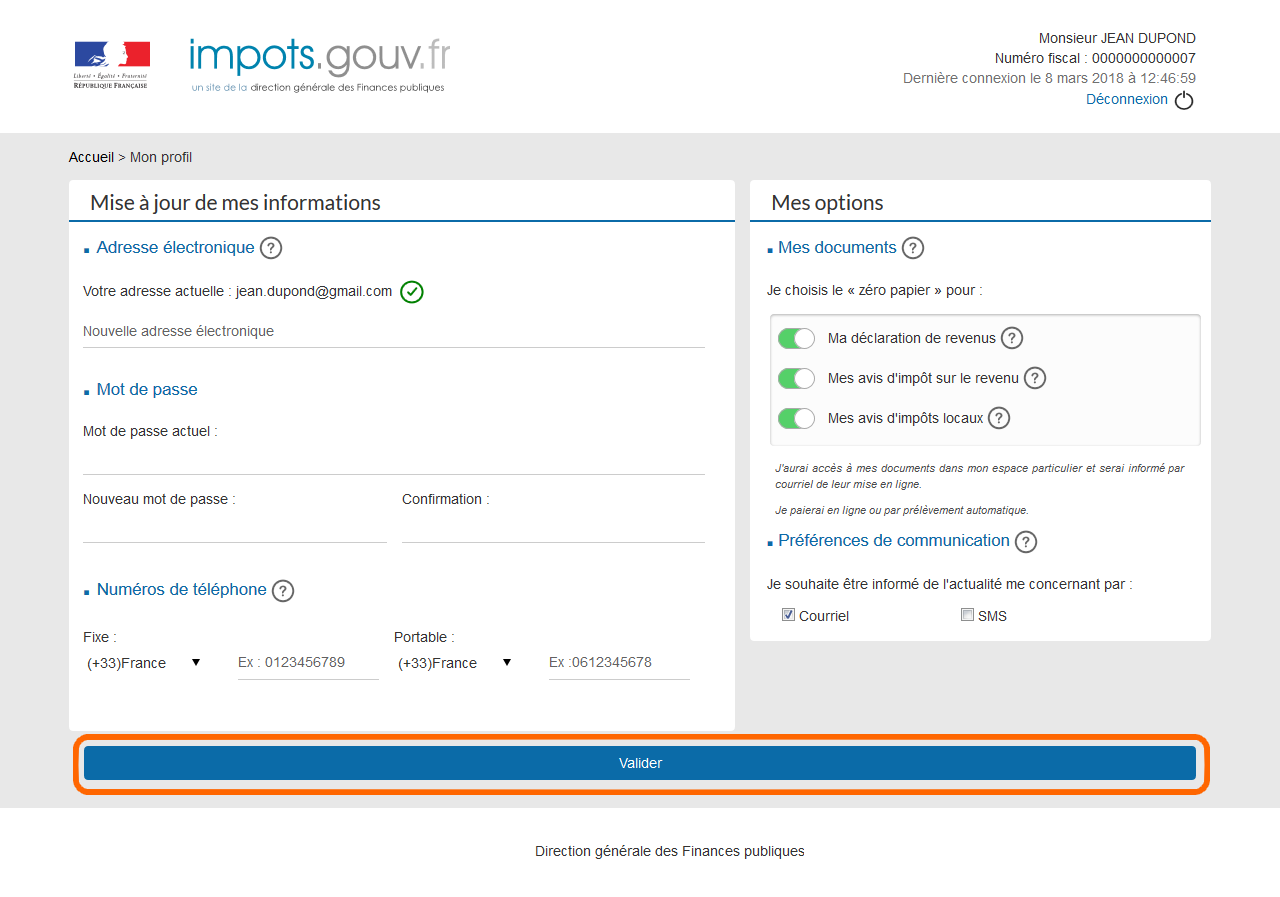 Liberté • Égalité • Fraternité
RÉPUBLIQUE FRANÇAISE
impots.gouv.fr
un site de la direction générale des Finances publiques
Monsieur JEAN DUPOND
Numéro fiscal : 0000000000007
Dernière connexion le 8 mars 2018 à 12:46:59
Déconnexion
Accueil > Mon profil
Mise à jour de mes informations
Adresse électronique ?
Votre adresse actuelle : jean.dupond@gmail.com
Nouvelle adresse électronique
Mot de passe
Mot de passe actuel :
Nouveau mot de passe :
Confirmation :
Numéros de téléphone ?
Fixe :
(+33)France ▼
Ex : 0123456789
Portable :
(+33)France ▼
Ex :0612345678
Mes options
Mes documents ?
Je choisis le « zéro papier » pour :
Ma déclaration de revenus ?
Mes avis d'impôt sur le revenu ?
Mes avis d'impôts locaux ?
J'aurai accès à mes documents dans mon espace particulier et serai informé par
courriel de leur mise en ligne.
Je paierai en ligne ou par prélèvement automatique.
Préférences de communication ?
Je souhaite être informé de l'actualité me concernant par :
Courriel
SMS
Valider
Direction générale des Finances publiques